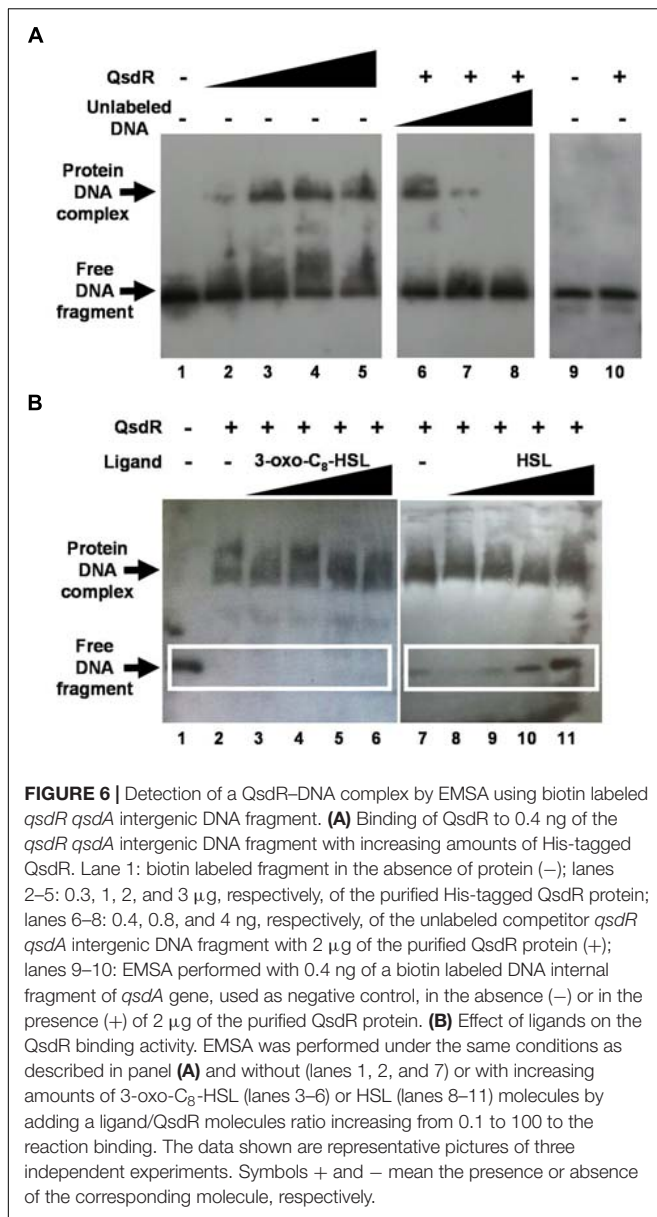 A
QsdR - + + + - +
Unlabeled
DNA - - - - - - -
Protein
DNA
complex
Free
DNA
fragment
1 2 3 4 5 6 7 8 9 10
B
QsdR - + + + + + + + + + +
Ligand - - 3-oxo-C₈-HSL - HSL
Protein
DNA
complex
Free
DNA
fragment
1 2 3 4 5 6 7 8 9 10 11
FIGURE 6 | Detection of a QsdR–DNA complex by EMSA using biotin labeled
qsdR qsdA intergenic DNA fragment. (A) Binding of QsdR to 0.4 ng of the
qsdR qsdA intergenic DNA fragment with increasing amounts of His-tagged
QsdR. Lane 1: biotin labeled fragment in the absence of protein (−); lanes
2–5: 0.3, 1, 2, and 3 μg, respectively, of the purified His-tagged QsdR protein;
lanes 6–8: 0.4, 0.8, and 4 ng, respectively, of the unlabeled competitor qsdR
qsdA intergenic DNA fragment with 2 μg of the purified QsdR protein (+);
lanes 9–10: EMSA performed with 0.4 ng of a biotin labeled DNA internal
fragment of qsdA gene, used as negative control, in the absence (−) or in the
presence (+) of 2 μg of the purified QsdR protein. (B) Effect of ligands on the
QsdR binding activity. EMSA was performed under the same conditions as
described in panel (A) and without (lanes 1, 2, and 7) or with increasing
amounts of 3-oxo-C₈-HSL (lanes 3–6) or HSL (lanes 8–11) molecules by
adding a ligand/QsdR molecules ratio increasing from 0.1 to 100 to the
reaction binding. The data shown are representative pictures of three
independent experiments. Symbols + and − mean the presence or absence
of the corresponding molecule, respectively.